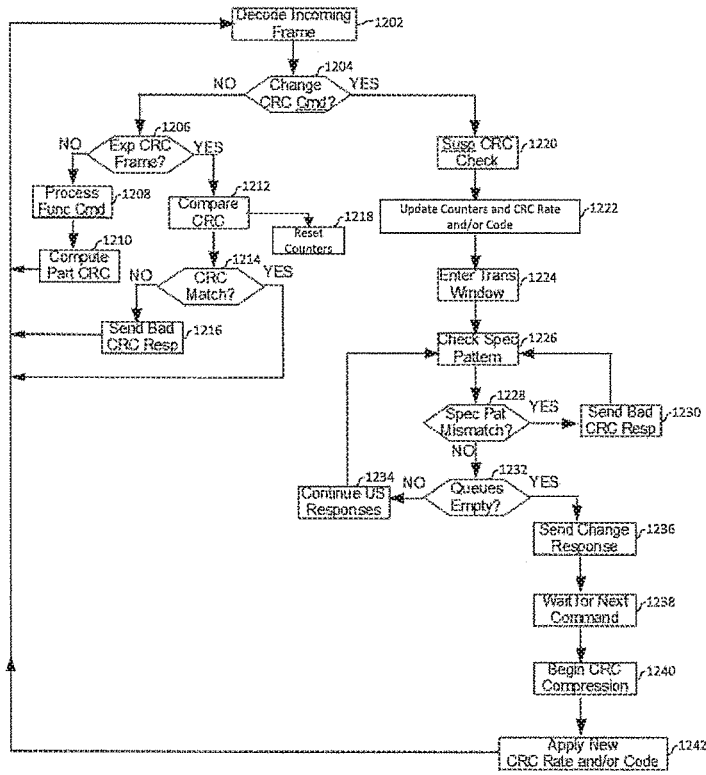 Decode Incoming
Frame
1202
1204
NO
Change
CRC Cmd?
YES
1206
NO
Exp CRC
Frame?
YES
Susp CRC
Check
1220
1208
Process
Func Cmd
1212
Compare
CRC
1218
Reset
Counters
Update Counters and CRC Rate
and/or Code
1222
1210
Compute
Part CRC
1214
NO
CRC
Match?
YES
Enter Trans
Window
1224
Send Bad
CRC Resp
1216
Check Spec
Pattern
1226
1228
Spec Pat
Mismatch?
YES
Send Bad
CRC Resp
1230
NO
1232
1234
Continue US
Responses
NO
Queues
Empty?
YES
Send Change
Response
1236
Wait for Next
Command
1238
Begin CRC
Compression
1240
Apply New
CRC Rate and/or Code
1242